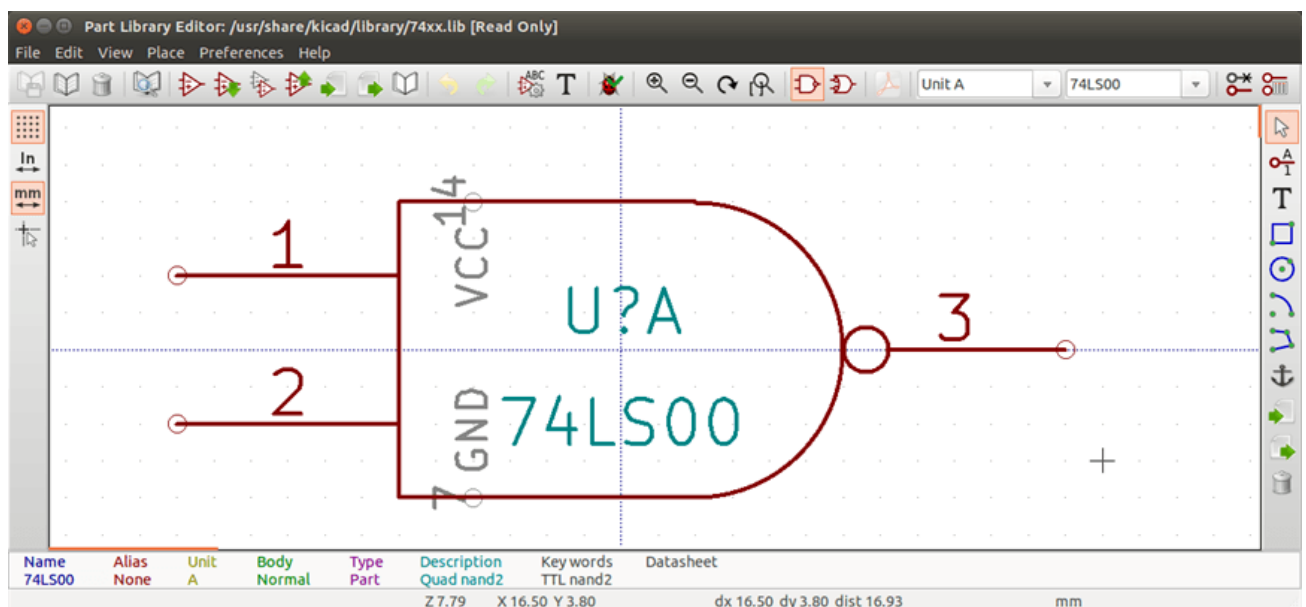 Part Library Editor: /usr/share/kicad/library/74xx.lib [Read Only]
File Edit View Place Preferences Help
ABC T Unit A 74LS00
In
mm
A
1
T
14
VCC
1
U?A
3
2
GND
74LS00
7
Name Alias Unit Body Type Description Key words Datasheet
74LS00 None A Normal Part Quad nand2 TTL nand2
Z 7.79 X 16.50 Y 3.80 dx 16.50 dy 3.80 dist 16.93 mm